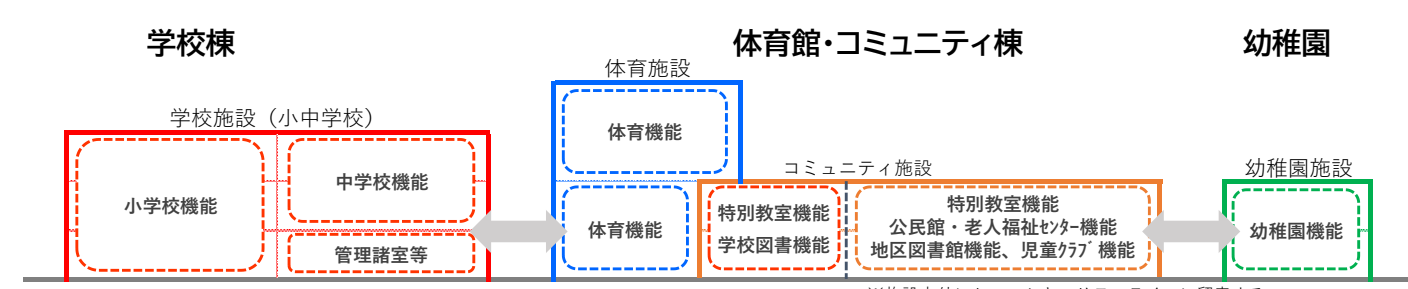 学校棟
体育館・コミュニティ棟
幼稚園
体育施設
学校施設（小中学校）
体育機能
コミュニティ施設
幼稚園施設
小学校機能
中学校機能
管理諸室等
体育機能
特別教室機能
学校図書機能
特別教室機能
公民館・老人福祉ｾﾝﾀｰ機能
地区図書館機能、児童ｸﾗﾌﾞ機能
幼稚園機能